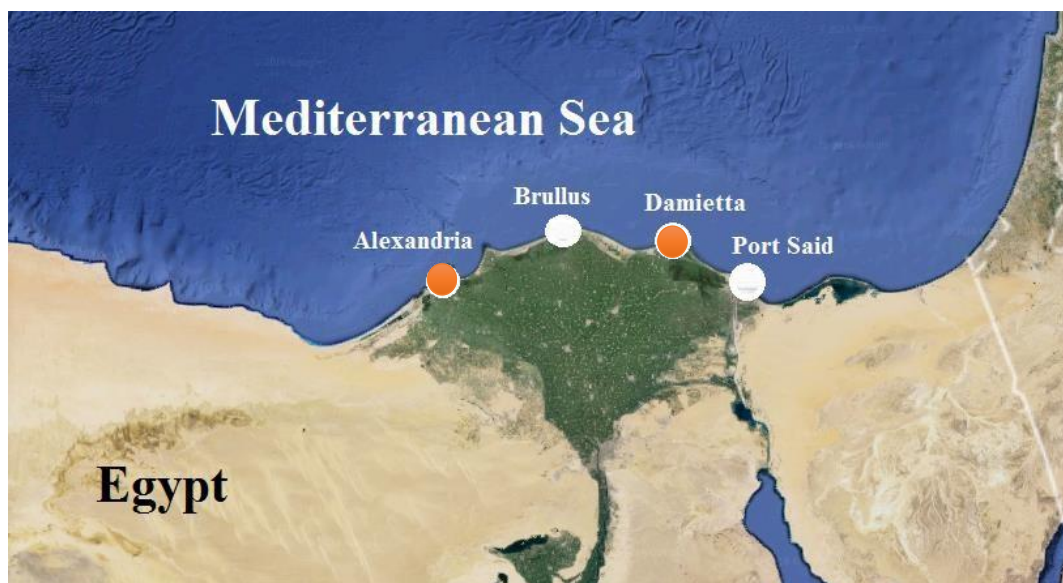 Mediterranean Sea
Brullus
Damietta
Alexandria
Port Said
Egypt